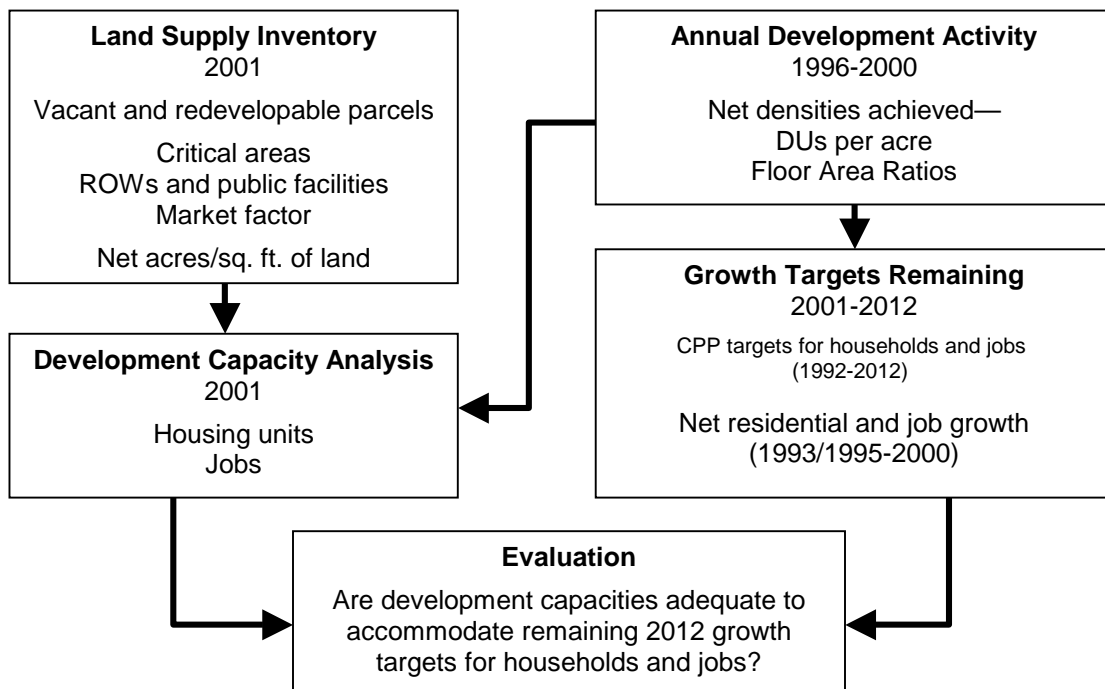 Land Supply Inventory
2001
Vacant and redevelopable parcels
Critical areas
ROWs and public facilities
Market factor
Net acres/sq. ft. of land
Annual Development Activity
1996-2000
Net densities achieved—
DUs per acre
Floor Area Ratios
Development Capacity Analysis
2001
Housing units
Jobs
Growth Targets Remaining
2001-2012
CPP targets for households and jobs
(1992-2012)
Net residential and job growth
(1993/1995-2000)
Evaluation
Are development capacities adequate to
accommodate remaining 2012 growth
targets for households and jobs?